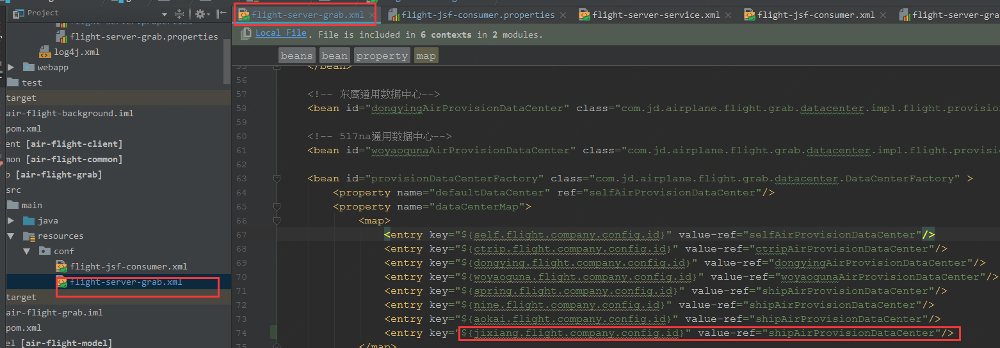 Project
flight-server.properties
flight-server-grab.properties
log4j.xml
webapp
test
target
air-flight-background.iml
pom.xml
ent [air-flight-client]
mon [air-flight-common]
b [air-flight-grab]
src
main
java
resources
conf
flight-jsf-consumer.xml
flight-server-grab.xml
target
air-flight-grab.iml
pom.xml
el [air-flight-model]
flight-server-grab.xml
flight-jsf-consumer.properties
flight-server-service.xml
flight-jsf-consumer.xml
flight-server-gra
Local File. File is included in 6 contexts in 2 modules.
beans bean property map
55 </bean>
56
57 <!-- 东鹰通用数据中心-->
58 <bean id="dongyingAirProvisionDataCenter" class="com.jd.airplane.flight.grab.datacenter.impl.flight.provision
59
60 <!-- 517na通用数据中心-->
61 <bean id="woyaoqunaAirProvisionDataCenter" class="com.jd.airplane.flight.grab.datacenter.impl.flight.provisio
62
63 <bean id="provisionDataCenterFactory" class="com.jd.airplane.flight.grab.datacenter.DataCenterFactory" >
64 <property name="defaultDataCenter" ref="selfAirProvisionDataCenter"/>
65 <property name="dataCenterMap">
66 <map>
67 <entry key="${self.flight.company.config.id}" value-ref="selfAirProvisionDataCenter"/>
68 <entry key="${ctrip.flight.company.config.id}" value-ref="ctripAirProvisionDataCenter"/>
69 <entry key="${dongying.flight.company.config.id}" value-ref="dongyingAirProvisionDataCenter"/>
70 <entry key="${woyaoguna.flight.company.config.id}" value-ref="woyaoqunaAirProvisionDataCenter"/>
71 <entry key="${spring.flight.company.config.id}" value-ref="shipAirProvisionDataCenter"/>
72 <entry key="${nine.flight.company.config.id}" value-ref="shipAirProvisionDataCenter"/>
73 <entry key="${aokai.flight.company.config.id}" value-ref="shipAirProvisionDataCenter"/>
74 <entry key="${jixiang.flight.company.config.id}" value-ref="shipAirProvisionDataCenter"/>
75 </map>